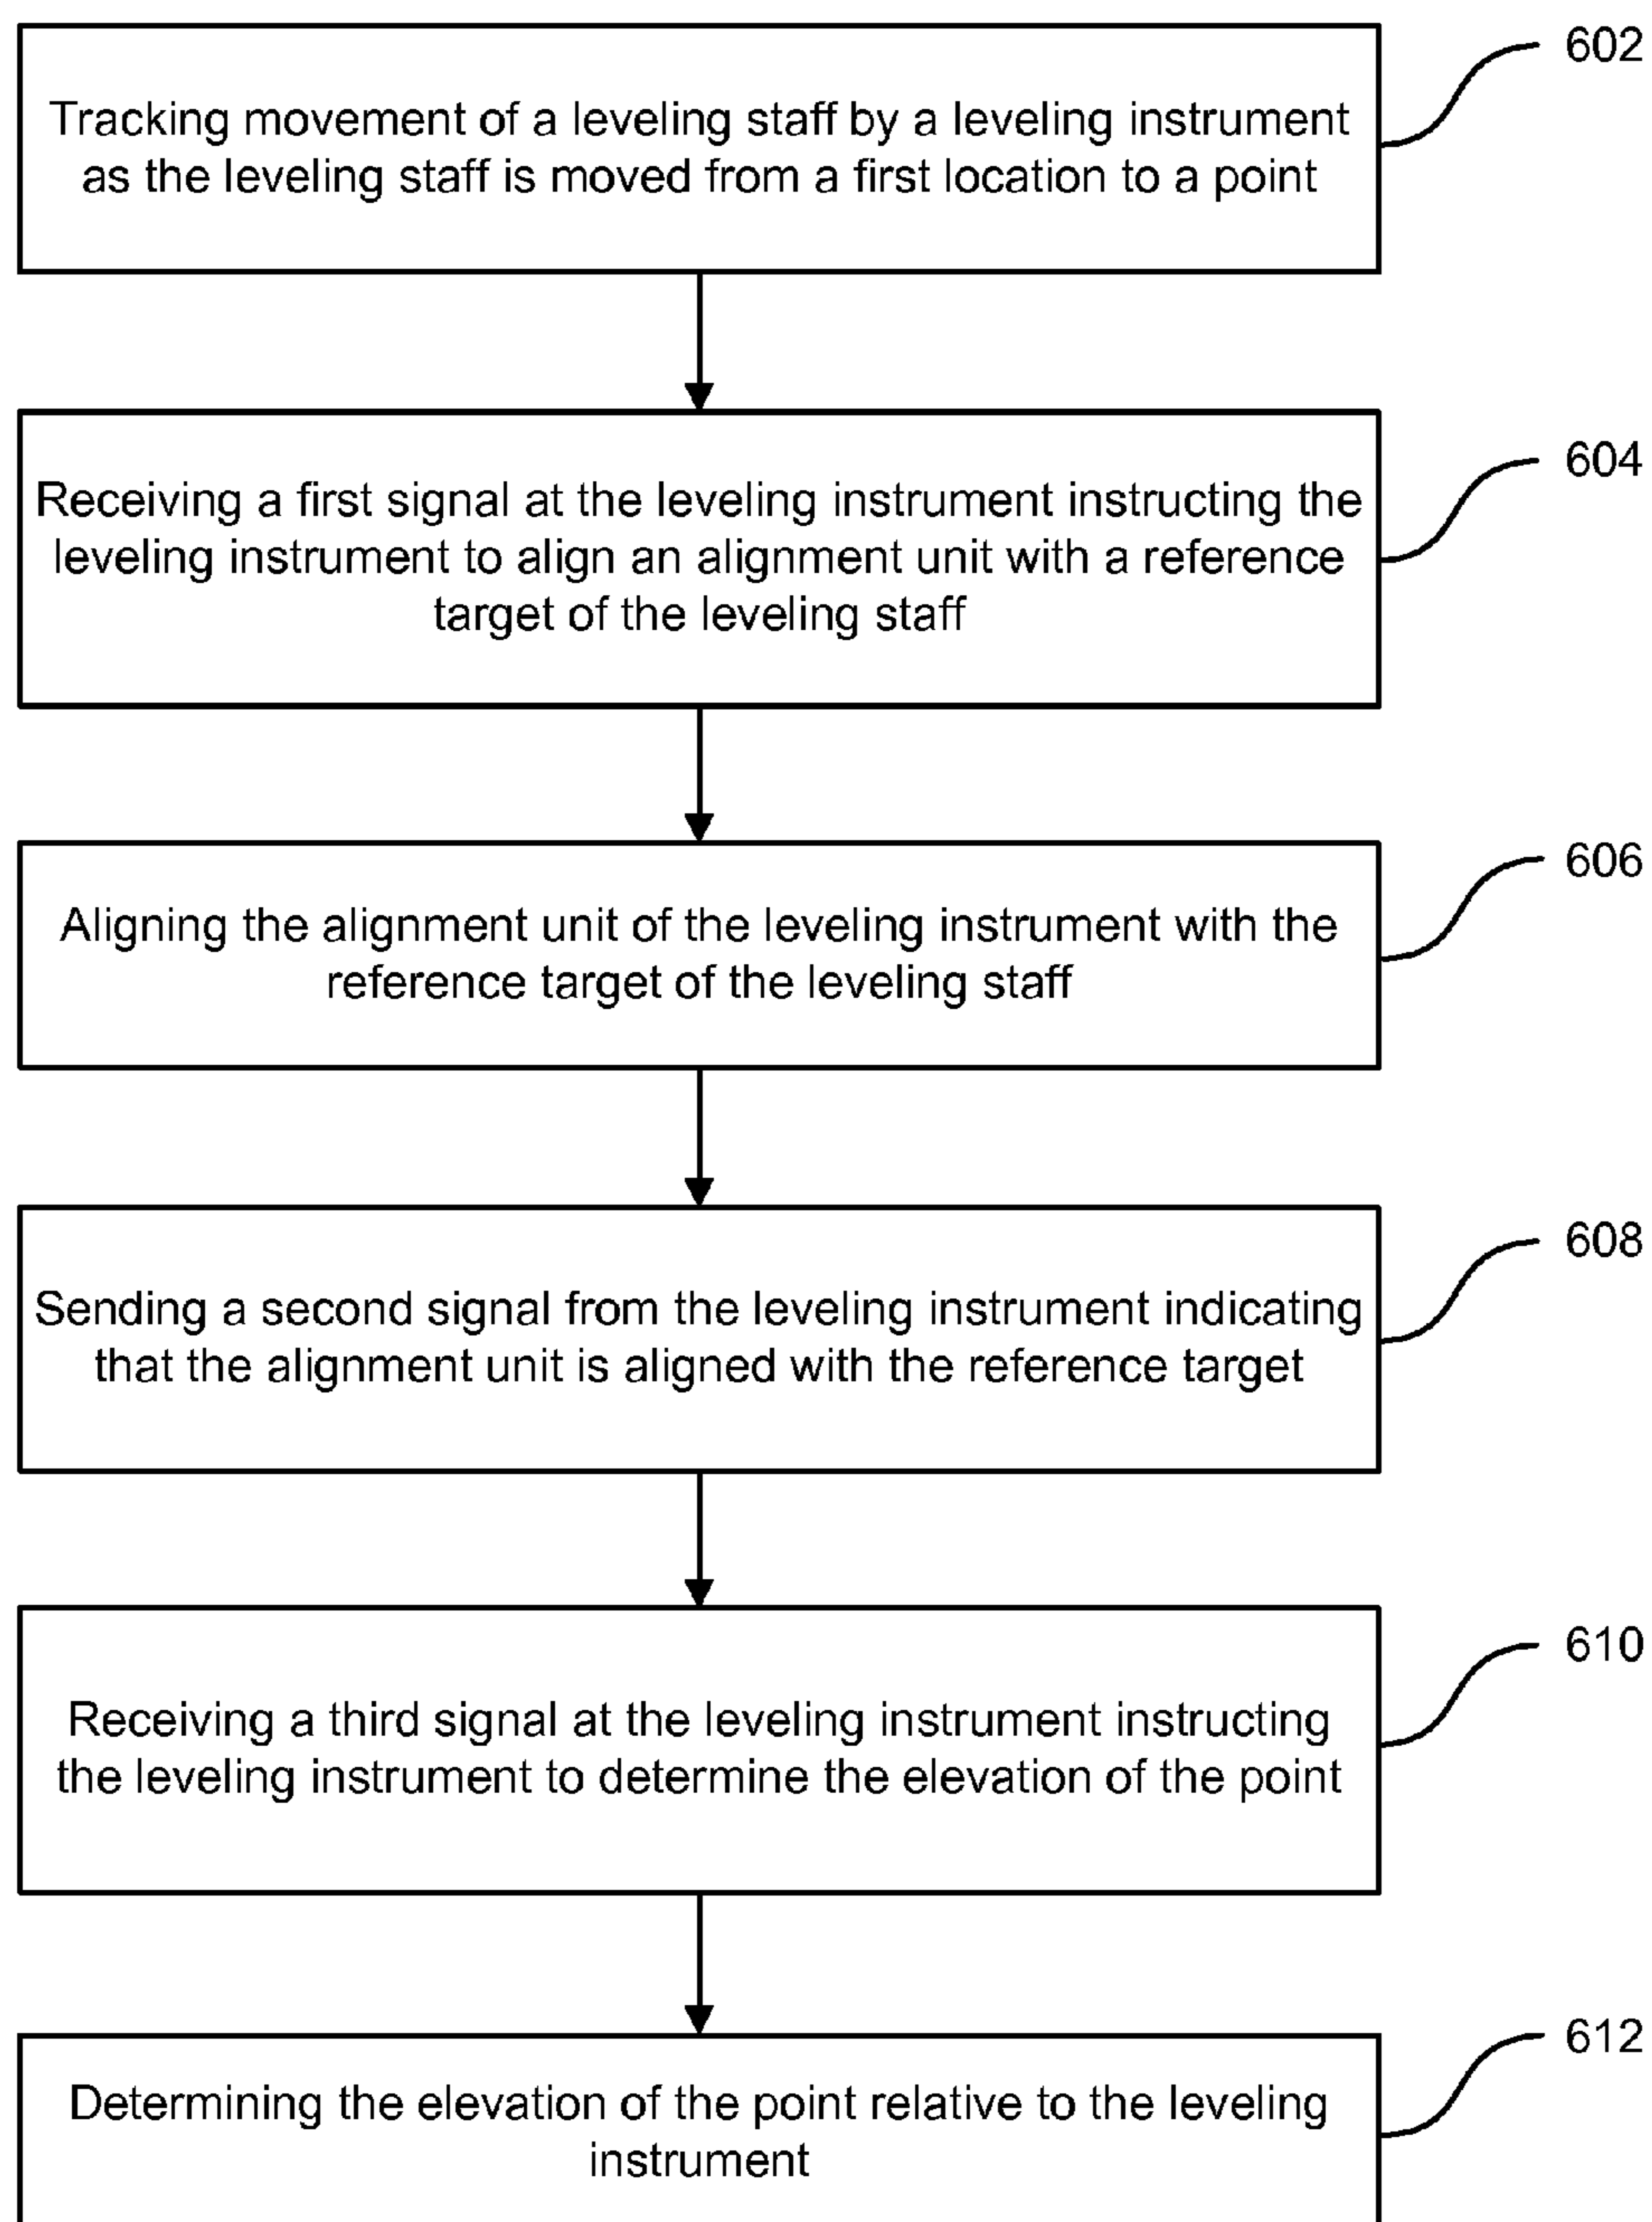 602
Tracking movement of a leveling staff by a leveling instrument
as the leveling staff is moved from a first location to a point
604
Receiving a first signal at the leveling instrument instructing the
leveling instrument to align an alignment unit with a reference
target of the leveling staff
606
Aligning the alignment unit of the leveling instrument with the
reference target of the leveling staff
608
Sending a second signal from the leveling instrument indicating
that the alignment unit is aligned with the reference target
610
Receiving a third signal at the leveling instrument instructing
the leveling instrument to determine the elevation of the point
612
Determining the elevation of the point relative to the leveling
instrument